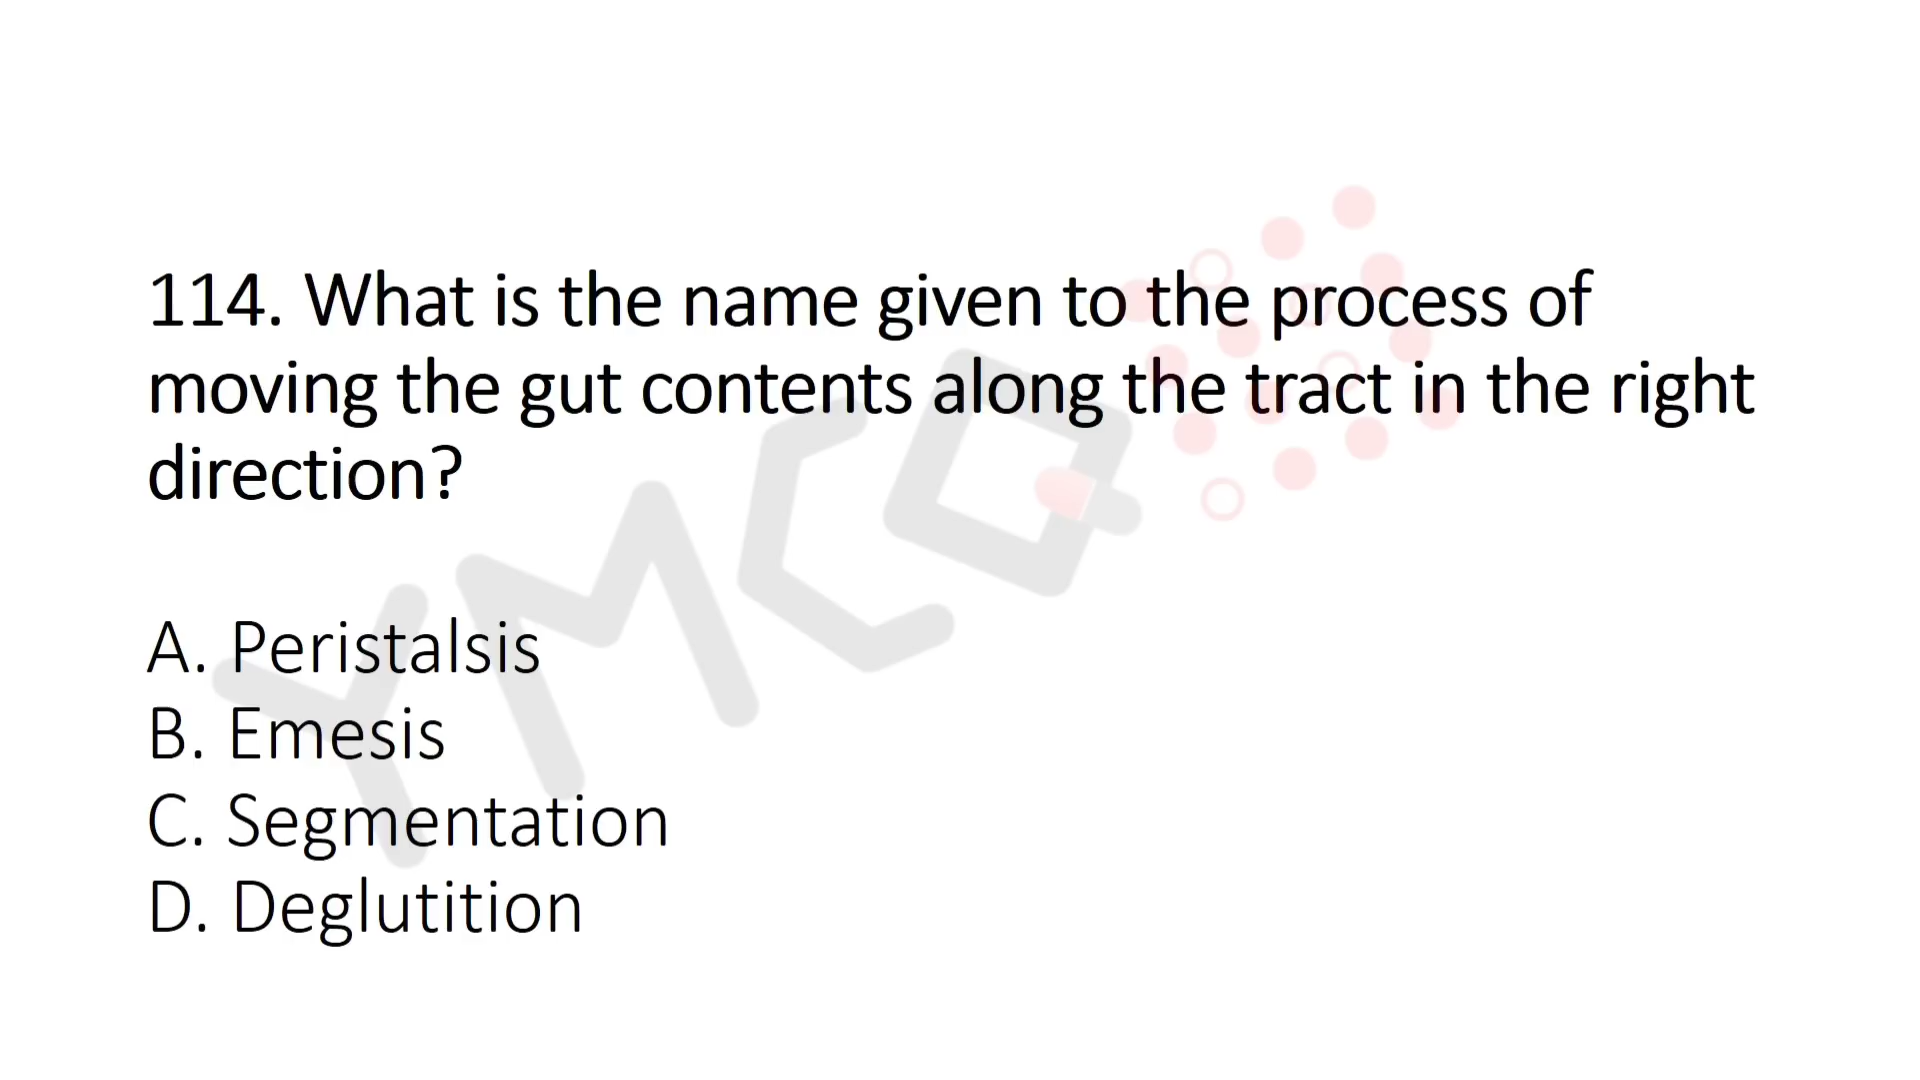 114. What is the name given to the process of
moving the gut contents along the tract in the right
direction?
A. Peristalsis
B. Emesis
C. Segmentation
D. Deglutition
YMCQ